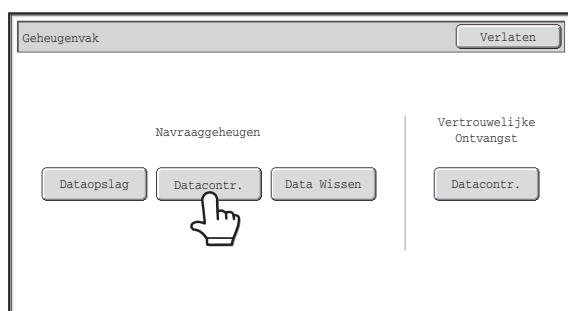 Geheugenvak
Verlaten
Navraaggeheugen
Vertrouwelijke
Ontvangst
Dataopslag
Datacontr.
Data Wissen
Datacontr.